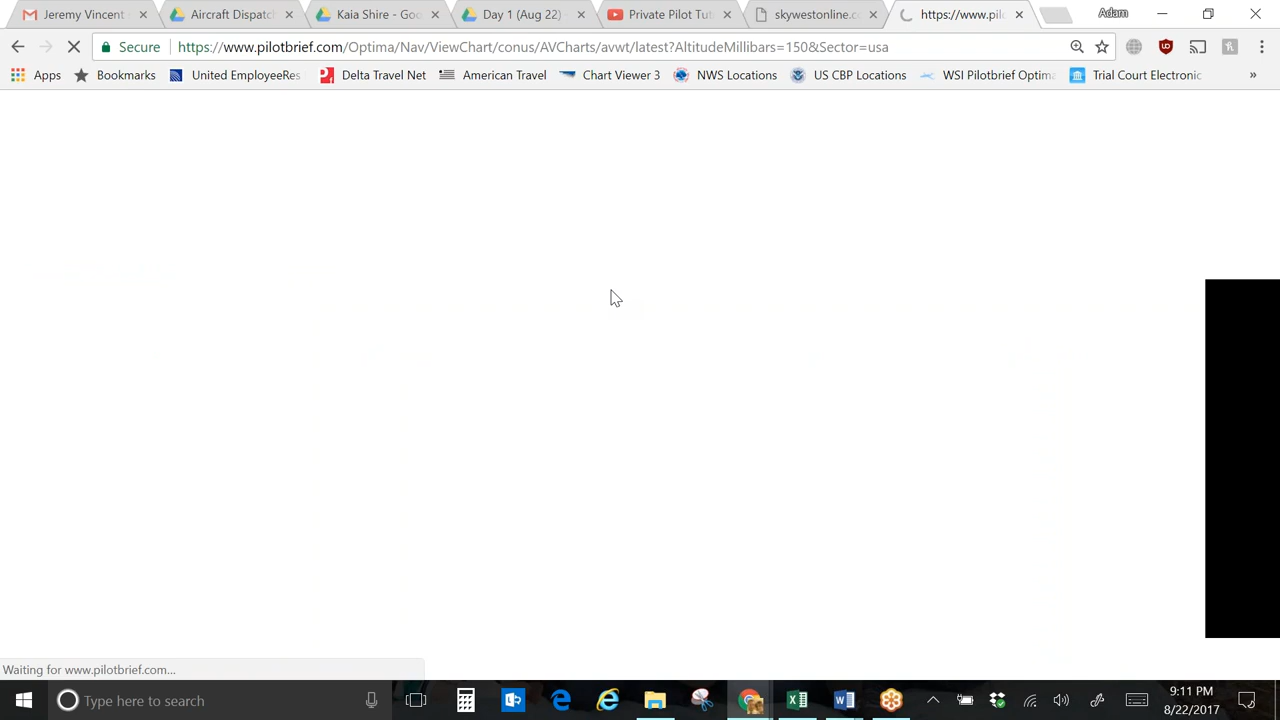 Jeremy Vincent
Aircraft Dispatc
Kaia Shire - Goo
Day 1 (Aug 22)
Private Pilot Tut
skywestonline.c
https://www.pil
Adam
Secure
https://www.pilotbrief.com/Optima/Nav/ViewChart/conus/AVCharts/avwt/latest?AltitudeMillibars=150&Sector=usa
Apps
Bookmarks
United EmployeeRes
Delta Travel Net
American Travel
Chart Viewer 3
NWS Locations
US CBP Locations
WSI Pilotbrief Optima
Trial Court Electronic
»
Waiting for www.pilotbrief.com...
Type here to search
9:11 PM
8/22/2017